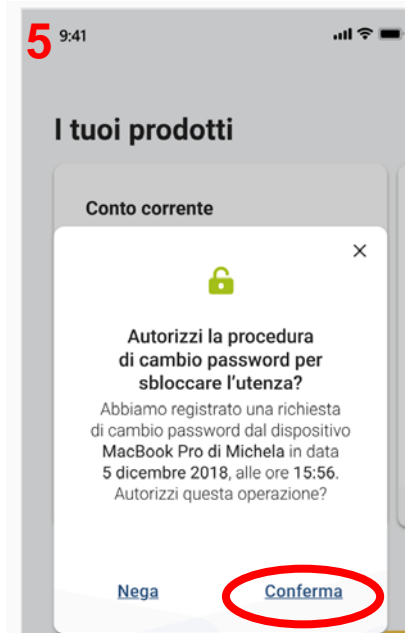 5
9:41
I tuoi prodotti
Conto corrente
Autorizzi la procedura
di cambio password per
sbloccare l'utenza?
Abbiamo registrato una richiesta
di cambio password dal dispositivo
MacBook Pro di Michela in data
5 dicembre 2018, alle ore 15:56.
Autorizzi questa operazione?
Nega Conferma